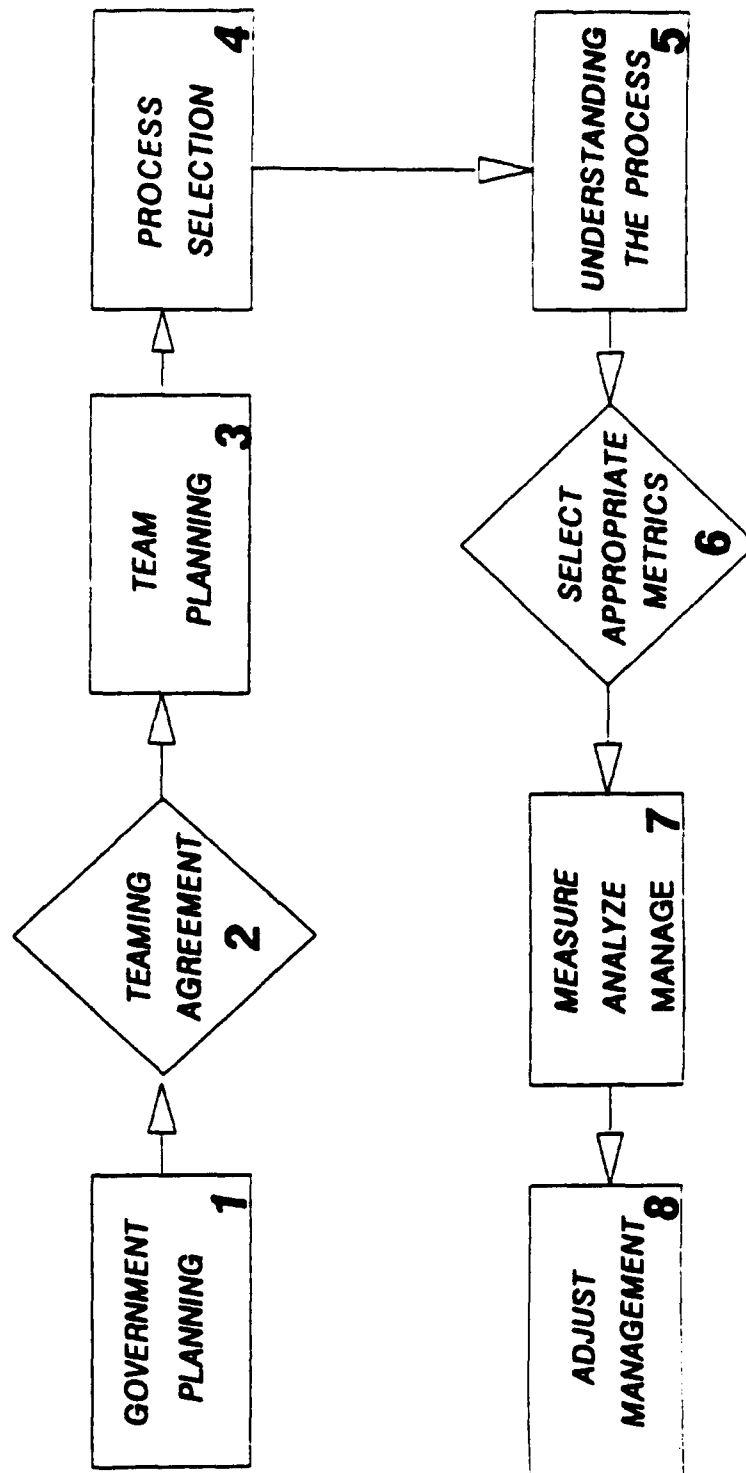 GOVERNMENT
PLANNING
1
TEAMING
AGREEMENT
2
TEAM
PLANNING
3
PROCESS
SELECTION
4
UNDERSTANDING
THE PROCESS
5
SELECT
APPROPRIATE
METRICS
6
MEASURE
ANALYZE
MANAGE
7
ADJUST
MANAGEMENT
8